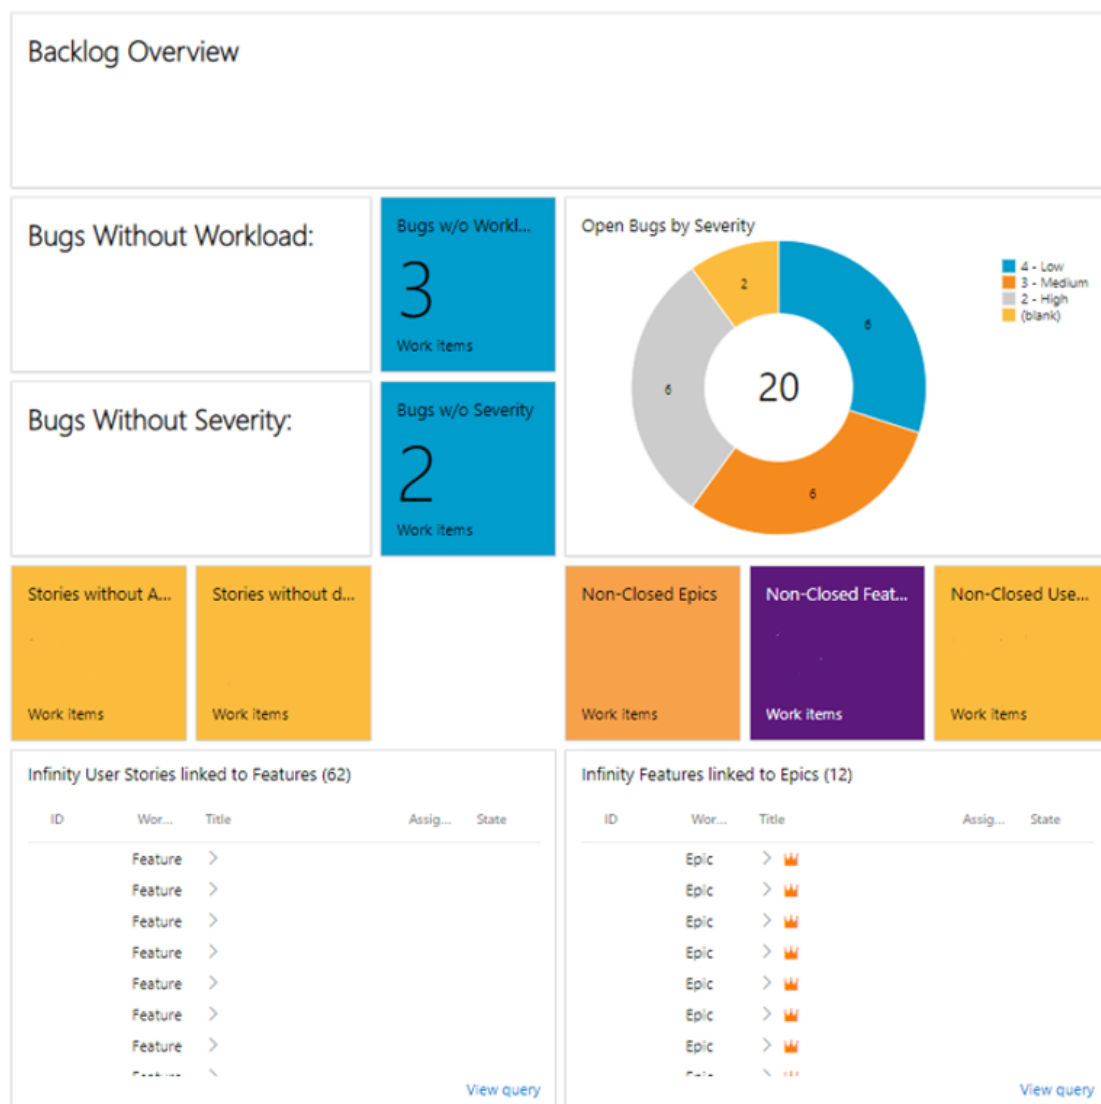 Backlog Overview
Bugs Without Workload:
Bugs w/o Workl...
3
Work items
Open Bugs by Severity
2
6
6
6
20
4 - Low
3 - Medium
2 - High
(blank)
Bugs Without Severity:
Bugs w/o Severity
2
Work items
Stories without A...
Work items
Stories without d...
Work items
Non-Closed Epics
Work items
Non-Closed Feat...
Work items
Non-Closed Use...
Work items
Infinity User Stories linked to Features (62)
ID Wor... Title Assig... State
Feature
Feature
Feature
Feature
Feature
Feature
Feature
Feature
View query
Infinity Features linked to Epics (12)
ID Wor... Title Assig... State
Epic
Epic
Epic
Epic
Epic
Epic
Epic
Epic
View query